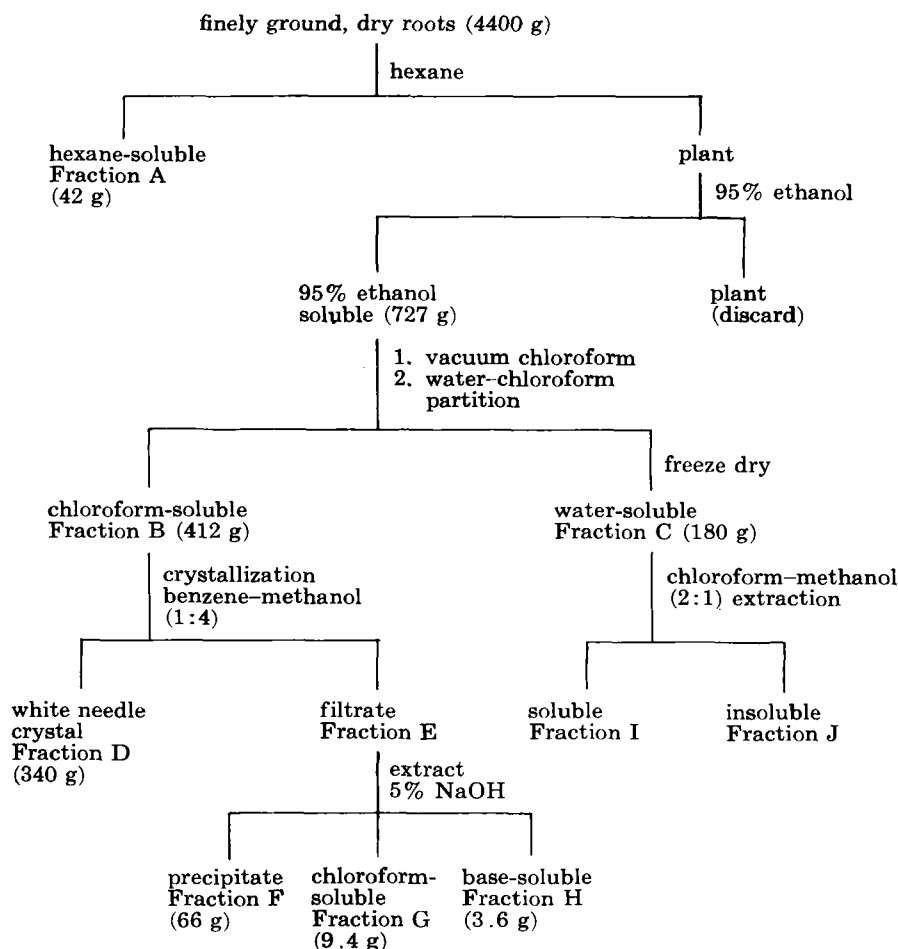 finely ground, dry roots (4400 g)
hexane
hexane-soluble
Fraction A
(42 g)
plant
95% ethanol
95% ethanol
soluble (727 g)
plant
(discard)
1. vacuum chloroform
2. water-chloroform
partition
freeze dry
chloroform-soluble
Fraction B (412 g)
water-soluble
Fraction C (180 g)
crystallization
benzene-methanol
(1:4)
chloroform-methanol
(2:1) extraction
white needle
crystal
Fraction D
(340 g)
filtrate
Fraction E
soluble
Fraction I
insoluble
Fraction J
extract
5% NaOH
precipitate
Fraction F
(66 g)
chloroform-
soluble
Fraction G
(9.4 g)
base-soluble
Fraction H
(3.6 g)